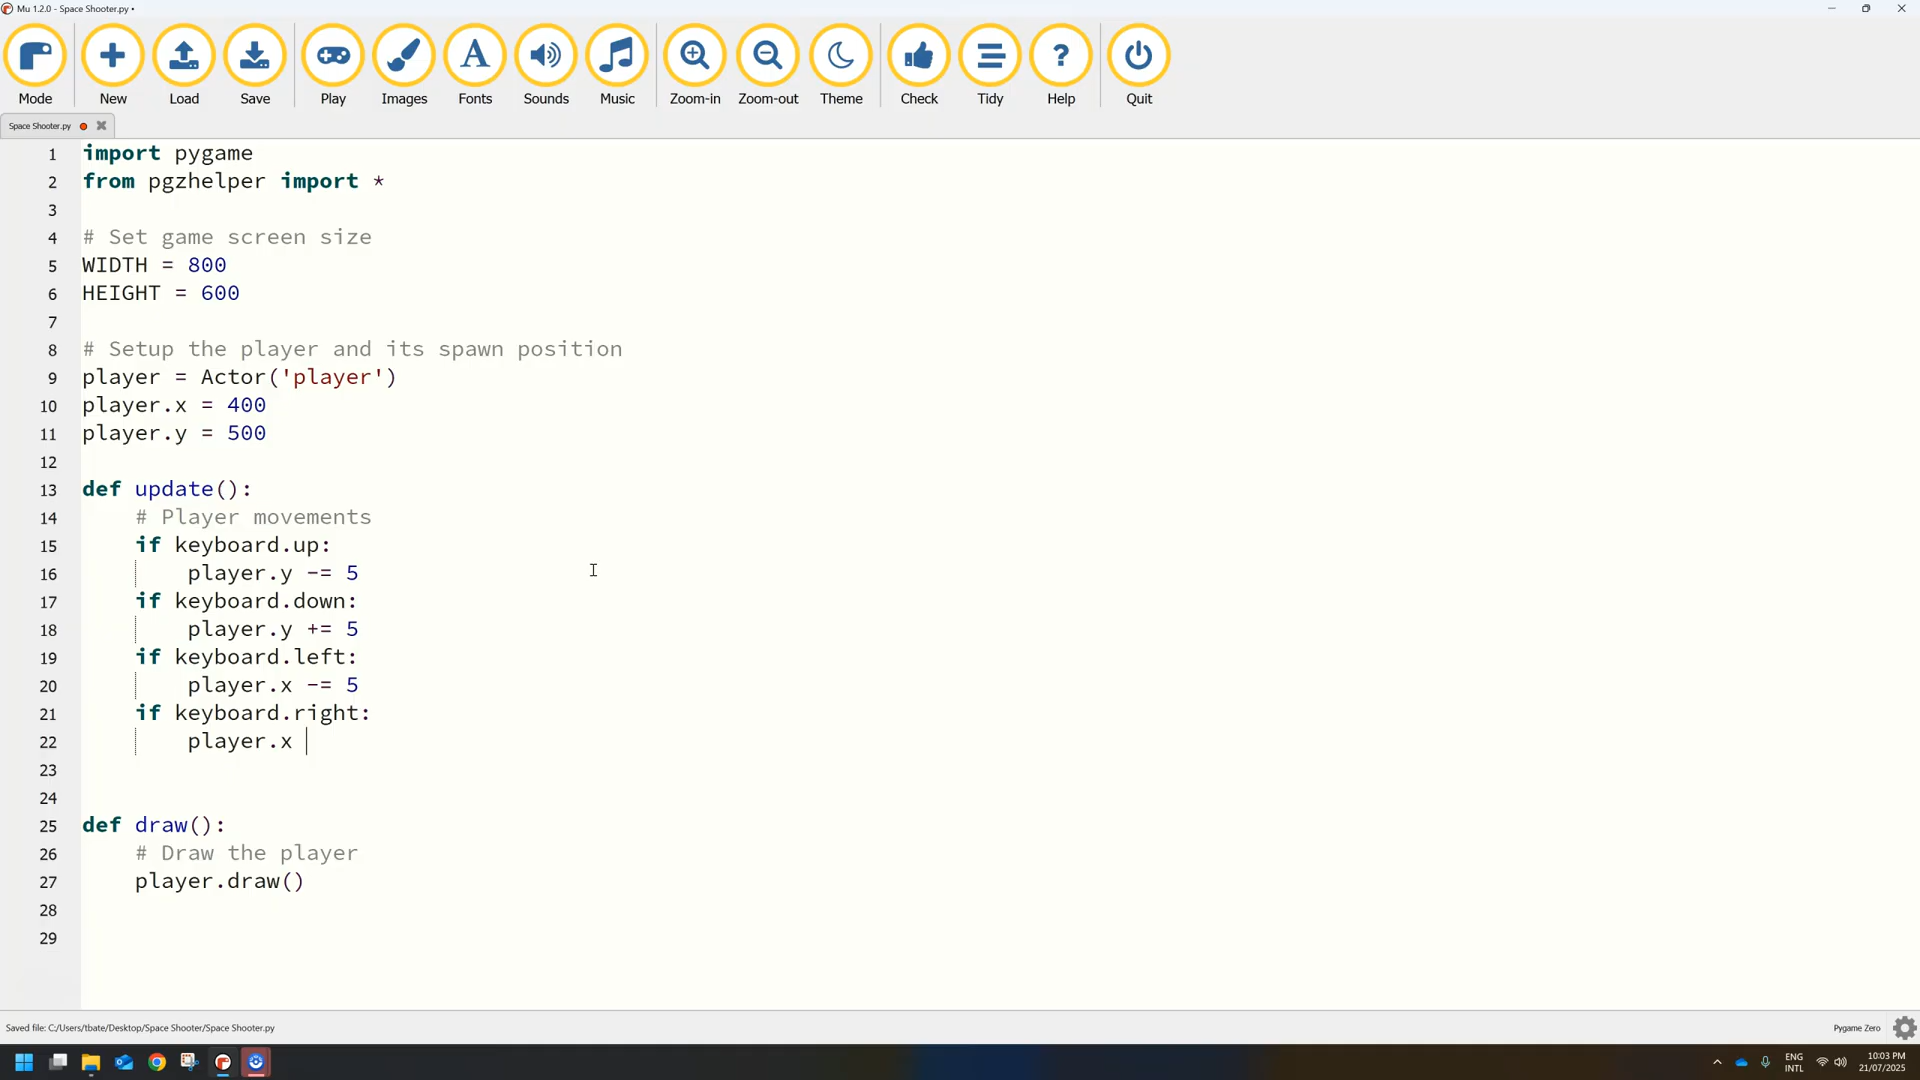 Mu 1.2.0 - Space Shooter.py •
Mode New Load Save Play Images Fonts Sounds Music Zoom-in Zoom-out Theme Check Tidy Help Quit
Space Shooter.py
1 import pygame
2 from pgzhelper import *
3
4 # Set game screen size
5 WIDTH = 800
6 HEIGHT = 600
7
8 # Setup the player and its spawn position
9 player = Actor('player')
10 player.x = 400
11 player.y = 500
12
13 def update():
14     # Player movements
15     if keyboard.up:
16         player.y -= 5
17     if keyboard.down:
18         player.y += 5
19     if keyboard.left:
20         player.x -= 5
21     if keyboard.right:
22         player.x
23
24
25 def draw():
26     # Draw the player
27     player.draw()
28
29
Saved file: C:/Users/tbate/Desktop/Space Shooter/Space Shooter.py
Pygame Zero
ENG
INTL
10:03 PM
21/07/2025